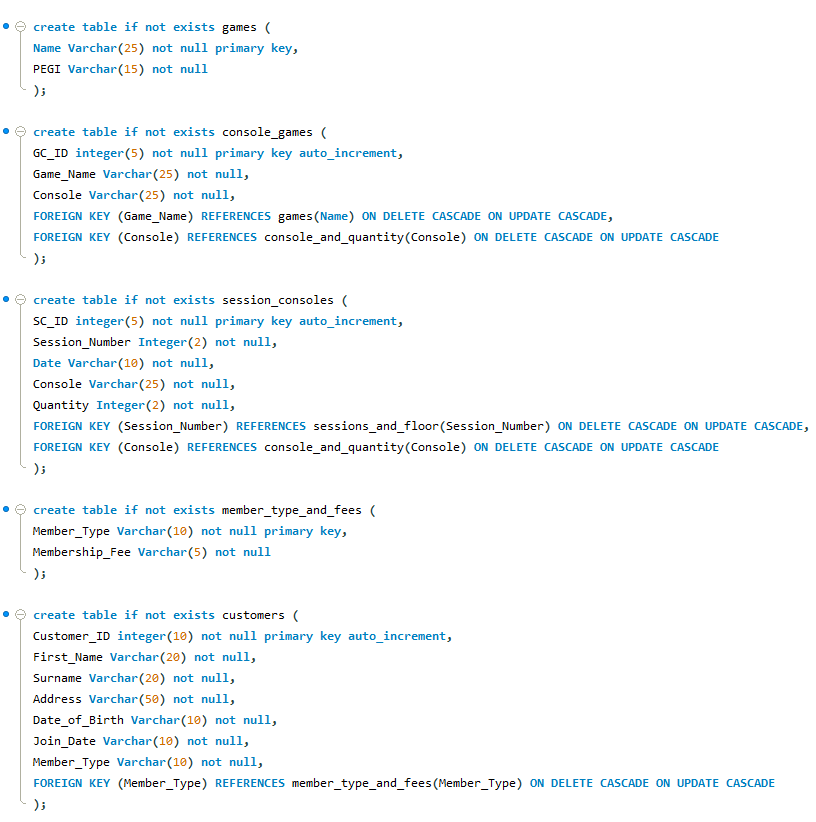 create table if not exists games (
Name Varchar(25) not null primary key,
PEGI Varchar(15) not null
);
create table if not exists console_games (
GC_ID integer(5) not null primary key auto_increment,
Game_Name Varchar(25) not null,
Console Varchar(25) not null,
FOREIGN KEY (Game_Name) REFERENCES games(Name) ON DELETE CASCADE ON UPDATE CASCADE,
FOREIGN KEY (Console) REFERENCES console_and_quantity(Console) ON DELETE CASCADE ON UPDATE CASCADE
);
create table if not exists session_consoles (
SC_ID integer(5) not null primary key auto_increment,
Session_Number Integer(2) not null,
Date Varchar(10) not null,
Console Varchar(25) not null,
Quantity Integer(2) not null,
FOREIGN KEY (Session_Number) REFERENCES sessions_and_floor(Session_Number) ON DELETE CASCADE ON UPDATE CASCADE,
FOREIGN KEY (Console) REFERENCES console_and_quantity(Console) ON DELETE CASCADE ON UPDATE CASCADE
);
create table if not exists member_type_and_fees (
Member_Type Varchar(10) not null primary key,
Membership_Fee Varchar(5) not null
);
create table if not exists customers (
Customer_ID integer(10) not null primary key auto_increment,
First_Name Varchar(20) not null,
Surname Varchar(20) not null,
Address Varchar(50) not null,
Date_of_Birth Varchar(10) not null,
Join_Date Varchar(10) not null,
Member_Type Varchar(10) not null,
FOREIGN KEY (Member_Type) REFERENCES member_type_and_fees(Member_Type) ON DELETE CASCADE ON UPDATE CASCADE
);